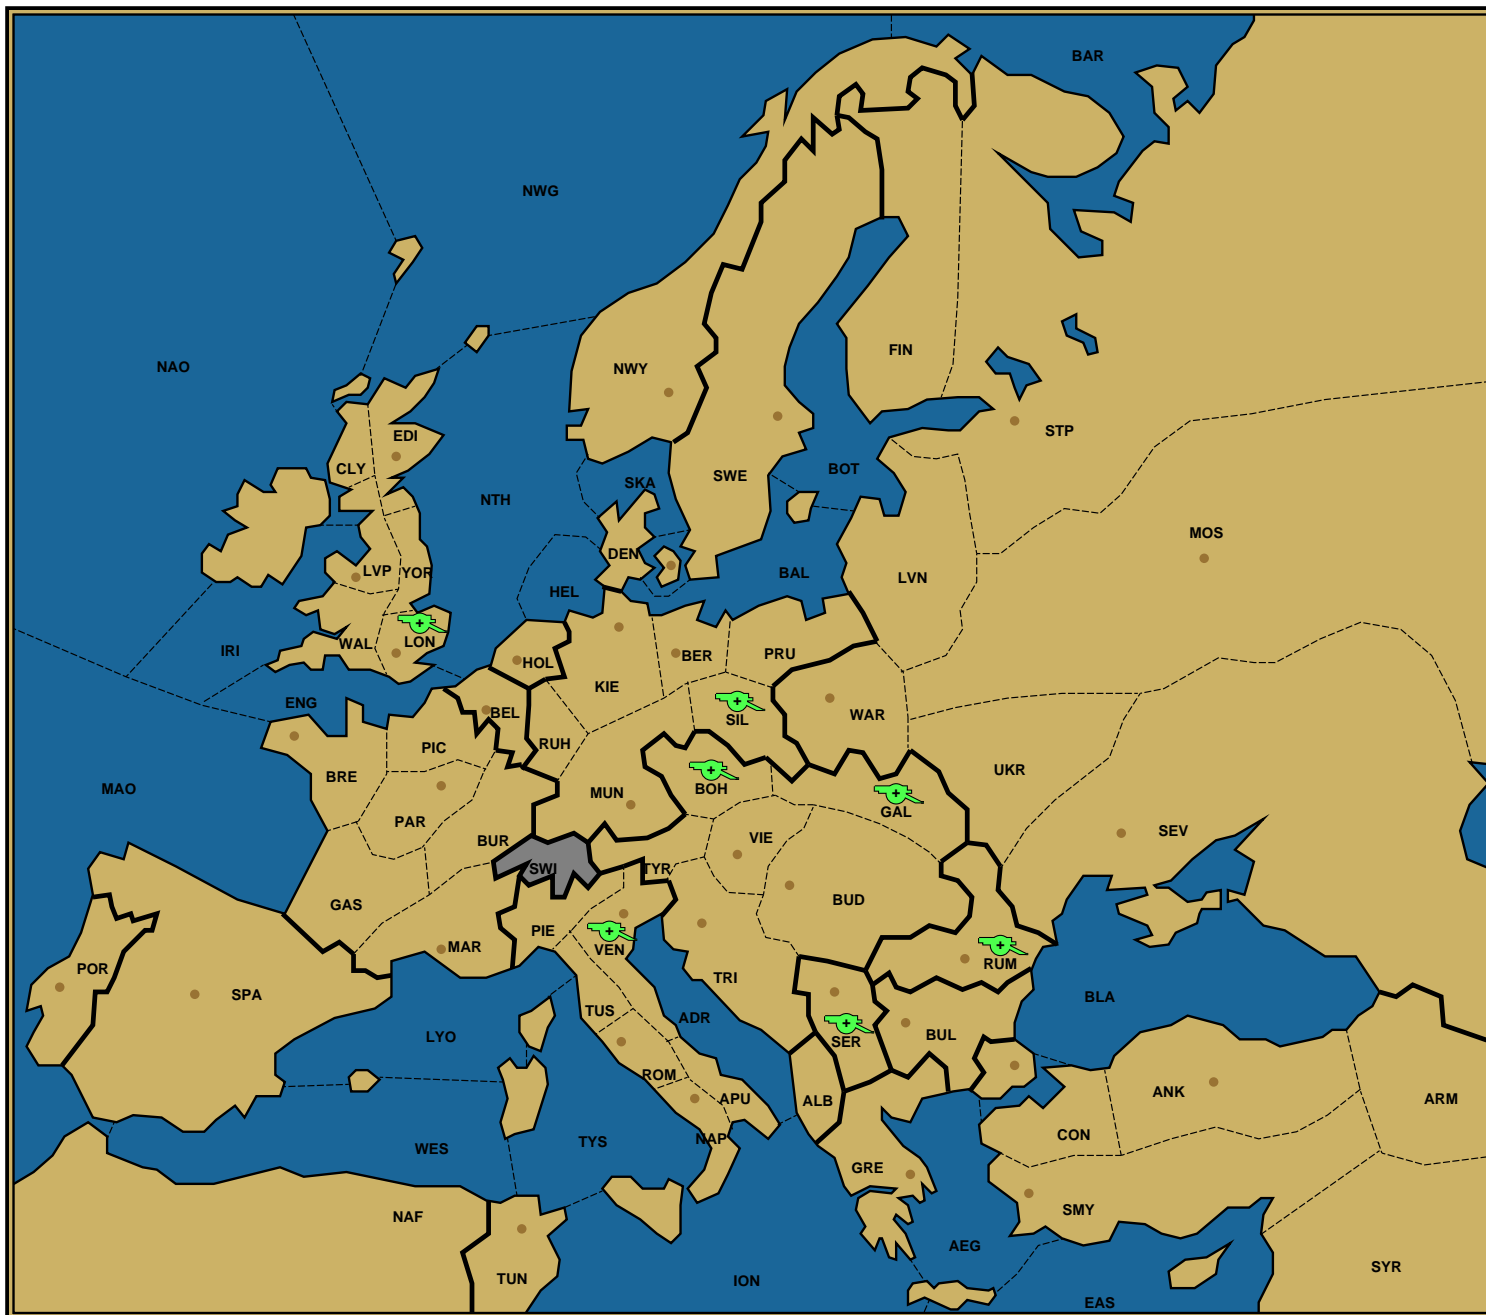 BAR
NWG
NAO
FIN
NWY
STP
EDI
CLY
SWE
BOT
SKA
NTH
MOS
DEN
LVP
YOR
BAL
LVN
HEL
IRI
WAL
LON
HOL
BER
PRU
KIE
ENG
BEL
SIL
WAR
PIC
RUH
UKR
BRE
MAO
MUN
BOH
GAL
PAR
BUR
VIE
SEV
SWI
TYR
BUD
GAS
PIE
MAR
VEN
RUM
POR
SPA
TRI
BLA
TUS
ADR
LYO
SER
BUL
ROM
ANK
APU
ALB
ARM
CON
NAP
WES
TYS
GRE
SMY
NAF
AEG
SYR
TUN
ION
EAS